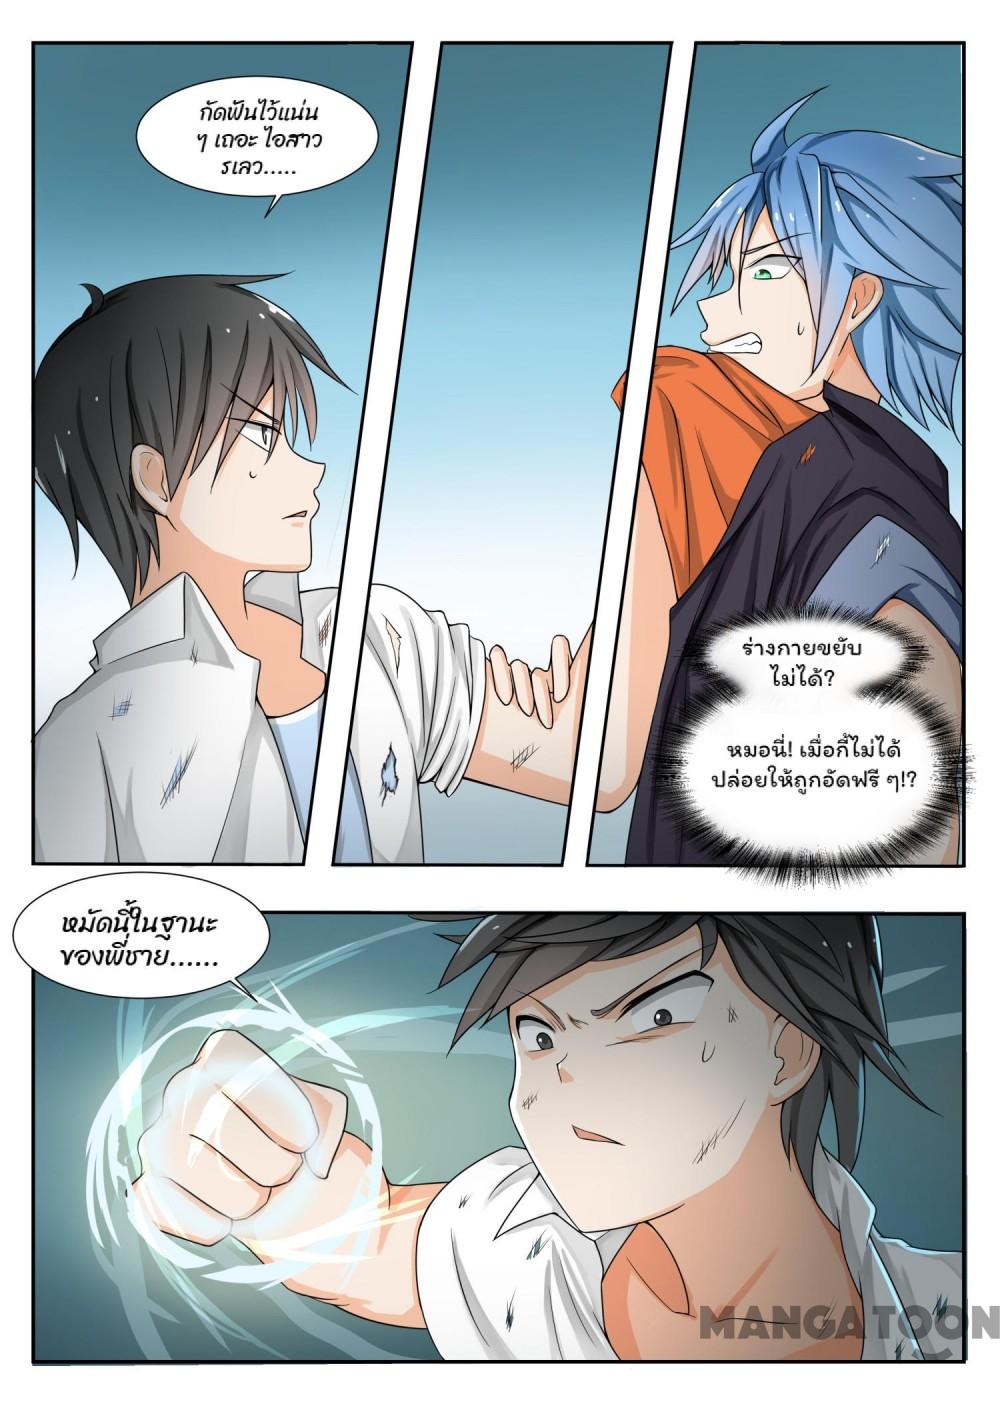 กัดฟันไว้แน่น
ๆ เถอะ ไอสาว
รเลว.....
ร่างกายขยับ
ไม่ได้?
หมอนี่! เมื่อกี้ไม่ได้
ปล่อยให้ถูกอัดฟรี ๆ!?
หมัดนี้ในฐานะ
ของพี่ชาย......
MANGATOON